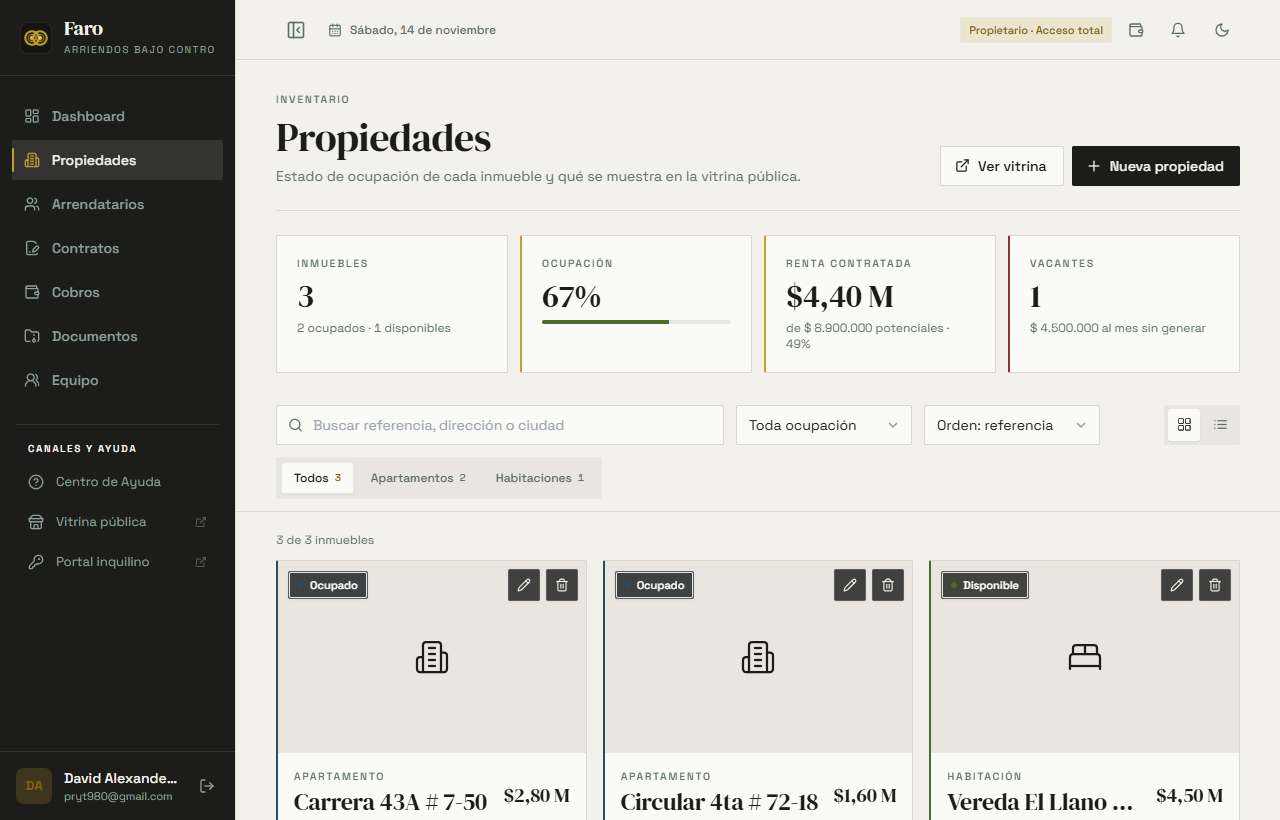 Faro
ARRIENDOS BAJO CONTRO
Dashboard
Propiedades
Arrendatarios
Contratos
Cobros
Documentos
Equipo
CANALES Y AYUDA
Centro de Ayuda
Vitrina pública
Portal inquilino
DA
David Alexande...
pryt980@gmail.com
Sábado, 14 de noviembre
Propietario · Acceso total
INVENTARIO
Propiedades
Estado de ocupación de cada inmueble y qué se muestra en la vitrina pública.
Ver vitrina
Nueva propiedad
INMUEBLES
3
2 ocupados · 1 disponibles
OCUPACIÓN
67%
RENTA CONTRATADA
$4,40 M
de $ 8.900.000 potenciales ·
49%
VACANTES
1
$ 4.500.000 al mes sin generar
Buscar referencia, dirección o ciudad
Toda ocupación
Orden: referencia
Todos 3
Apartamentos 2
Habitaciones 1
3 de 3 inmuebles
Ocupado
APARTAMENTO
Carrera 43A # 7-50 $2,80 M
Ocupado
APARTAMENTO
Circular 4ta # 72-18 $1,60 M
Disponible
HABITACIÓN
Vereda El Llano ... $4,50 M